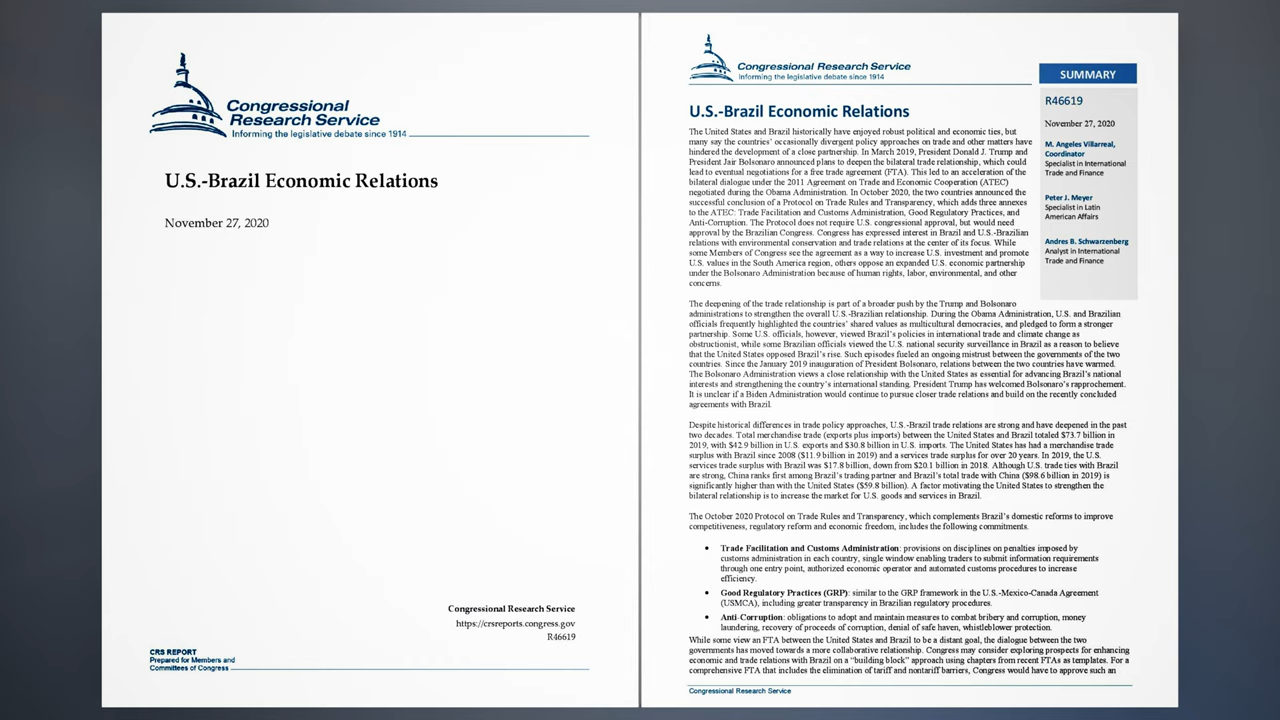 Congressional
Research Service
Informing the legislative debate since 1914
U.S.-Brazil Economic Relations
November 27, 2020
Congressional Research Service
https://crsreports.congress.gov
R46619
CRS REPORT
Prepared for Members and
Committees of Congress
Congressional Research Service
Informing the legislative debate since 1914
SUMMARY
R46619
November 27, 2020
M. Angeles Villarreal,
Coordinator
Specialist in International
Trade and Finance
Peter J. Meyer
Specialist in Latin
American Affairs
Andres B. Schwarzenberg
Analyst in International
Trade and Finance
U.S.-Brazil Economic Relations
The United States and Brazil historically have enjoyed robust political and economic ties, but
many say the countries' occasionally divergent policy approaches on trade and other matters have
hindered the development of a close partnership. In March 2019, President Donald J. Trump and
President Jair Bolsonaro announced plans to deepen the bilateral trade relationship, which could
lead to eventual negotiations for a free trade agreement (FTA). This led to an acceleration of the
bilateral dialogue under the 2011 Agreement on Trade and Economic Cooperation (ATEC)
negotiated during the Obama Administration. In October 2020, the two countries announced the
successful conclusion of a Protocol on Trade Rules and Transparency, which adds three annexes
to the ATEC: Trade Facilitation and Customs Administration, Good Regulatory Practices, and
Anti-Corruption. The Protocol does not require U.S. congressional approval, but would need
approval by the Brazilian Congress. Congress has expressed interest in Brazil and U.S.-Brazilian
relations with environmental conservation and trade relations at the center of its focus. While
some Members of Congress see the agreement as a way to increase U.S. investment and promote
U.S. values in the South America region, others oppose an expanded U.S. economic partnership
under the Bolsonaro Administration because of human rights, labor, environmental, and other
concerns.
The deepening of the trade relationship is part of a broader push by the Trump and Bolsonaro
administrations to strengthen the overall U.S.-Brazilian relationship. During the Obama Administration, U.S. and Brazilian
officials frequently highlighted the countries' shared values as multicultural democracies, and pledged to form a stronger
partnership. Some U.S. officials, however, viewed Brazil's policies in international trade and climate change as
obstructionist, while some Brazilian officials viewed the U.S. national security surveillance in Brazil as a reason to believe
that the United States opposed Brazil's rise. Such episodes fueled an ongoing mistrust between the governments of the two
countries. Since the January 2019 inauguration of President Bolsonaro, relations between the two countries have warmed.
The Bolsonaro Administration views a close relationship with the United States as essential for advancing Brazil's national
interests and strengthening the country's international standing. President Trump has welcomed Bolsonaro's rapprochement.
It is unclear if a Biden Administration would continue to pursue closer trade relations and build on the recently concluded
agreements with Brazil.
Despite historical differences in trade policy approaches, U.S.-Brazil trade relations are strong and have deepened in the past
two decades. Total merchandise trade (exports plus imports) between the United States and Brazil totaled $73.7 billion in
2019, with $42.9 billion in U.S. exports and $30.8 billion in U.S. imports. The United States has had a merchandise trade
surplus with Brazil since 2008 ($11.9 billion in 2019) and a services trade surplus for over 20 years. In 2019, the U.S.
services trade surplus with Brazil was $17.8 billion, down from $20.1 billion in 2018. Although U.S. trade ties with Brazil
are strong, China ranks first among Brazil's trading partner and Brazil's total trade with China ($98.6 billion in 2019) is
significantly higher than with the United States ($59.8 billion). A factor motivating the United States to strengthen the
bilateral relationship is to increase the market for U.S. goods and services in Brazil.
The October 2020 Protocol on Trade Rules and Transparency, which complements Brazil's domestic reforms to improve
competitiveness, regulatory reform and economic freedom, includes the following commitments.
• Trade Facilitation and Customs Administration: provisions on disciplines on penalties imposed by
customs administration in each country, single window enabling traders to submit information requirements
through one entry point, authorized economic operator and automated customs procedures to increase
efficiency.
• Good Regulatory Practices (GRP): similar to the GRP framework in the U.S.-Mexico-Canada Agreement
(USMCA), including greater transparency in Brazilian regulatory procedures.
• Anti-Corruption: obligations to adopt and maintain measures to combat bribery and corruption, money
laundering, recovery of proceeds of corruption, denial of safe haven, whistleblower protection.
While some view an FTA between the United States and Brazil to be a distant goal, the dialogue between the two
governments has moved towards a more collaborative relationship. Congress may consider exploring prospects for enhancing
economic and trade relations with Brazil on a "building block" approach using chapters from recent FTAs as templates. For a
comprehensive FTA that includes the elimination of tariff and nontariff barriers, Congress would have to approve such an
Congressional Research Service